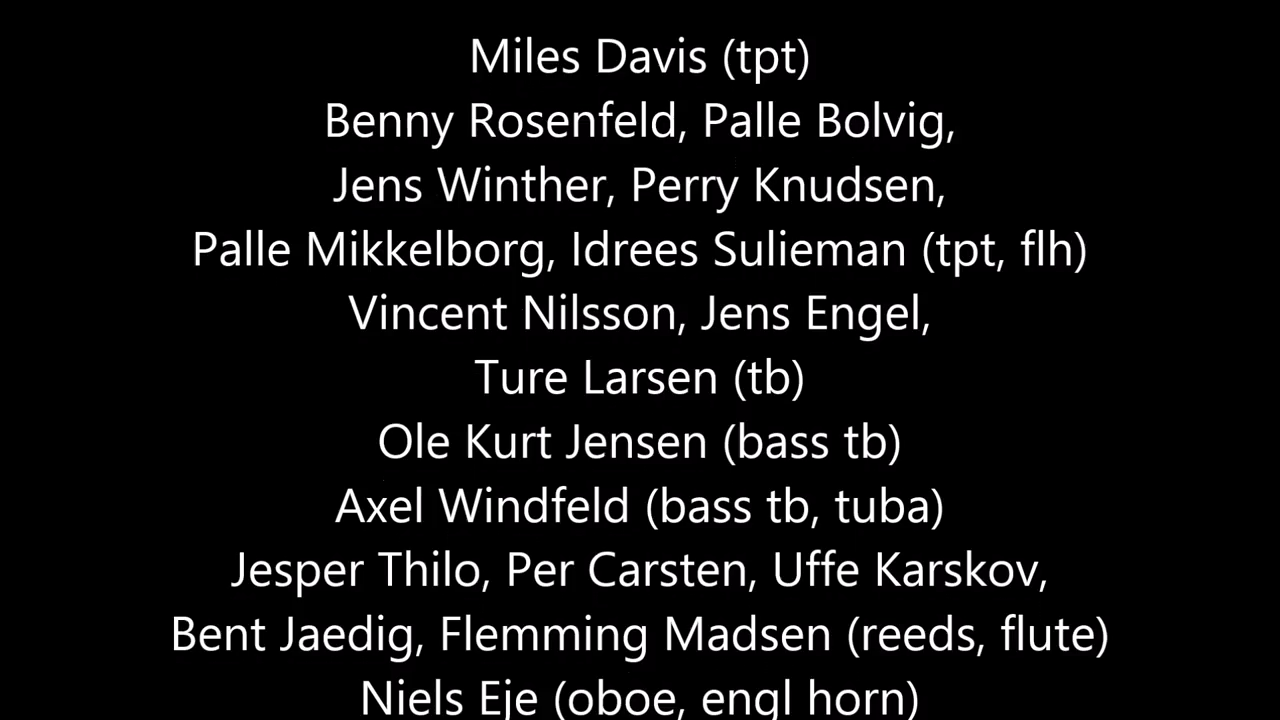 Miles Davis (tpt)
Benny Rosenfeld, Palle Bolvig,
Jens Winther, Perry Knudsen,
Palle Mikkelborg, Idrees Sulieman (tpt, flh)
Vincent Nilsson, Jens Engel,
Ture Larsen (tb)
Ole Kurt Jensen (bass tb)
Axel Windfeld (bass tb, tuba)
Jesper Thilo, Per Carsten, Uffe Karskov,
Bent Jaedig, Flemming Madsen (reeds, flute)
Niels Eje (oboe, engl horn)